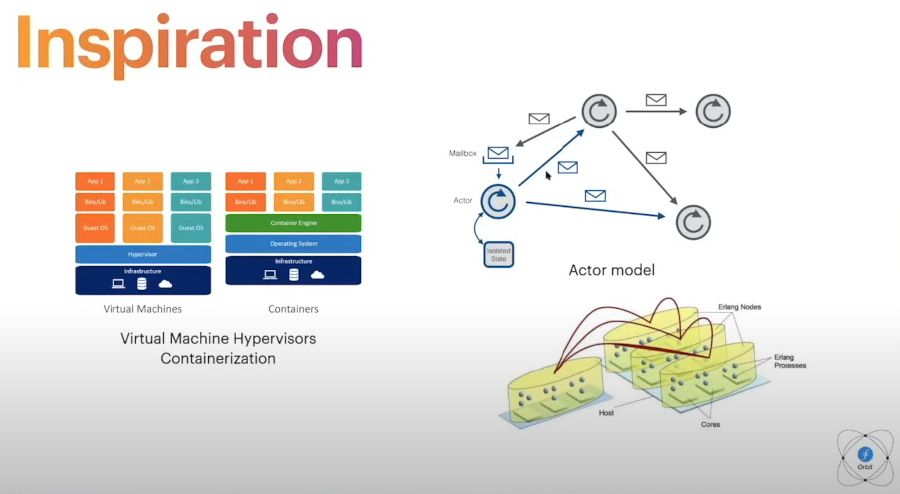 Inspiration
App 1
App 2
App 3
Bins/Lib
Bins/Lib
Bins/Lib
Guest OS
Guest OS
Guest OS
Hypervisor
Infrastructure
Virtual Machines
App 1
App 2
App 3
Bins/Lib
Bins/Lib
Bins/Lib
Container Engine
Operating System
Infrastructure
Containers
Virtual Machine Hypervisors
Containerization
Mailbox
Actor
Isolated
State
Actor model
Erlang Nodes
Erlang
Processes
Host
Cores
Orbit